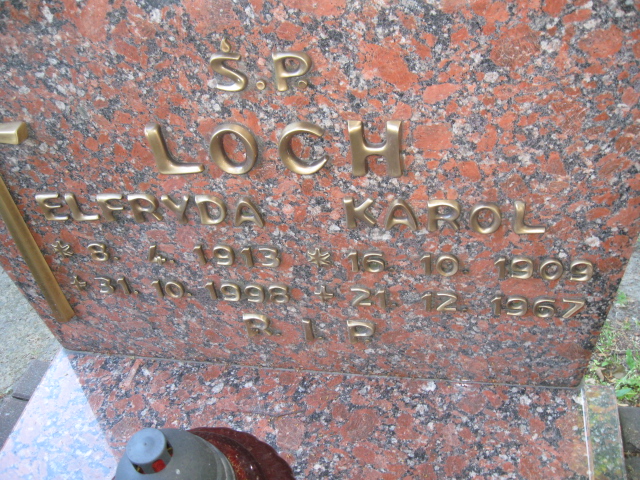 Ś.P.
LOCH
ELFRYDA KAROL
* 8. 4. 1913 * 16. 10. 1909
+ 31. 10. 1998 + 21. 12. 1967
R I P